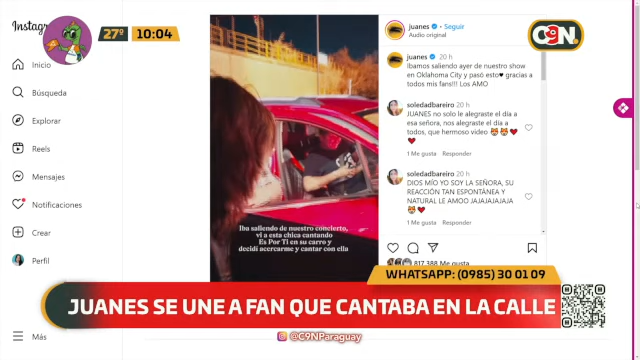 Instagram
27º
10:04
C9N
Inicio
Búsqueda
Explorar
Reels
Mensajes
Notificaciones
Crear
Perfil
Más
juanes • Seguir
Audio original
juanes 20 h
Ibamos saliendo ayer de nuestro show
en Oklahoma City y pasó esto♥ gracias a
todos mis fans!!! Los AMO
soledadbareiro 20 h
JUANES no solo le alegraste el día a
esa señora, nos alegraste el día a
todos, que hermoso video 😻😻❤️
❤️
1 Me gusta Responder
soledadbareiro 20 h
DIOS MÍO YO SOY LA SEÑORA, SU
REACCIÓN TAN ESPONTÁNEA Y
NATURAL LE AMOO JAJAJAJAJAJA
😻❤️
1 Me gusta Responder
817.388 Me gusta
Iba saliendo de nuestro concierto,
vi a esta chica cantando
Es Por Ti en su carro y
decidí acercarme y cantar con ella
WHATSAPP: (0985) 30 01 09
JUANES SE UNE A FAN QUE CANTABA EN LA CALLE
@C9NParaguay